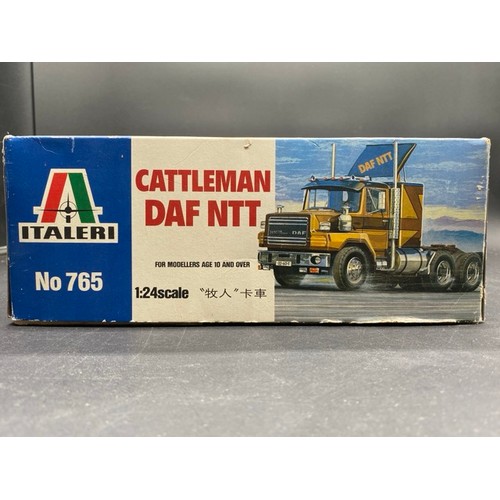 ITALERI
No 765
CATTLEMAN
DAF NTT
FOR MODELLERS AGE 10 AND OVER
1:24scale "牧人"卡車
DAF NTT
DAF